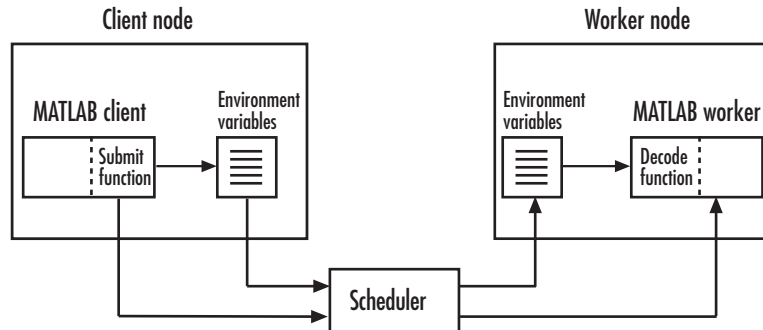 Client node
Worker node
MATLAB client
Environment
variables
Submit
function
Environment
variables
MATLAB worker
Decode
function
Scheduler